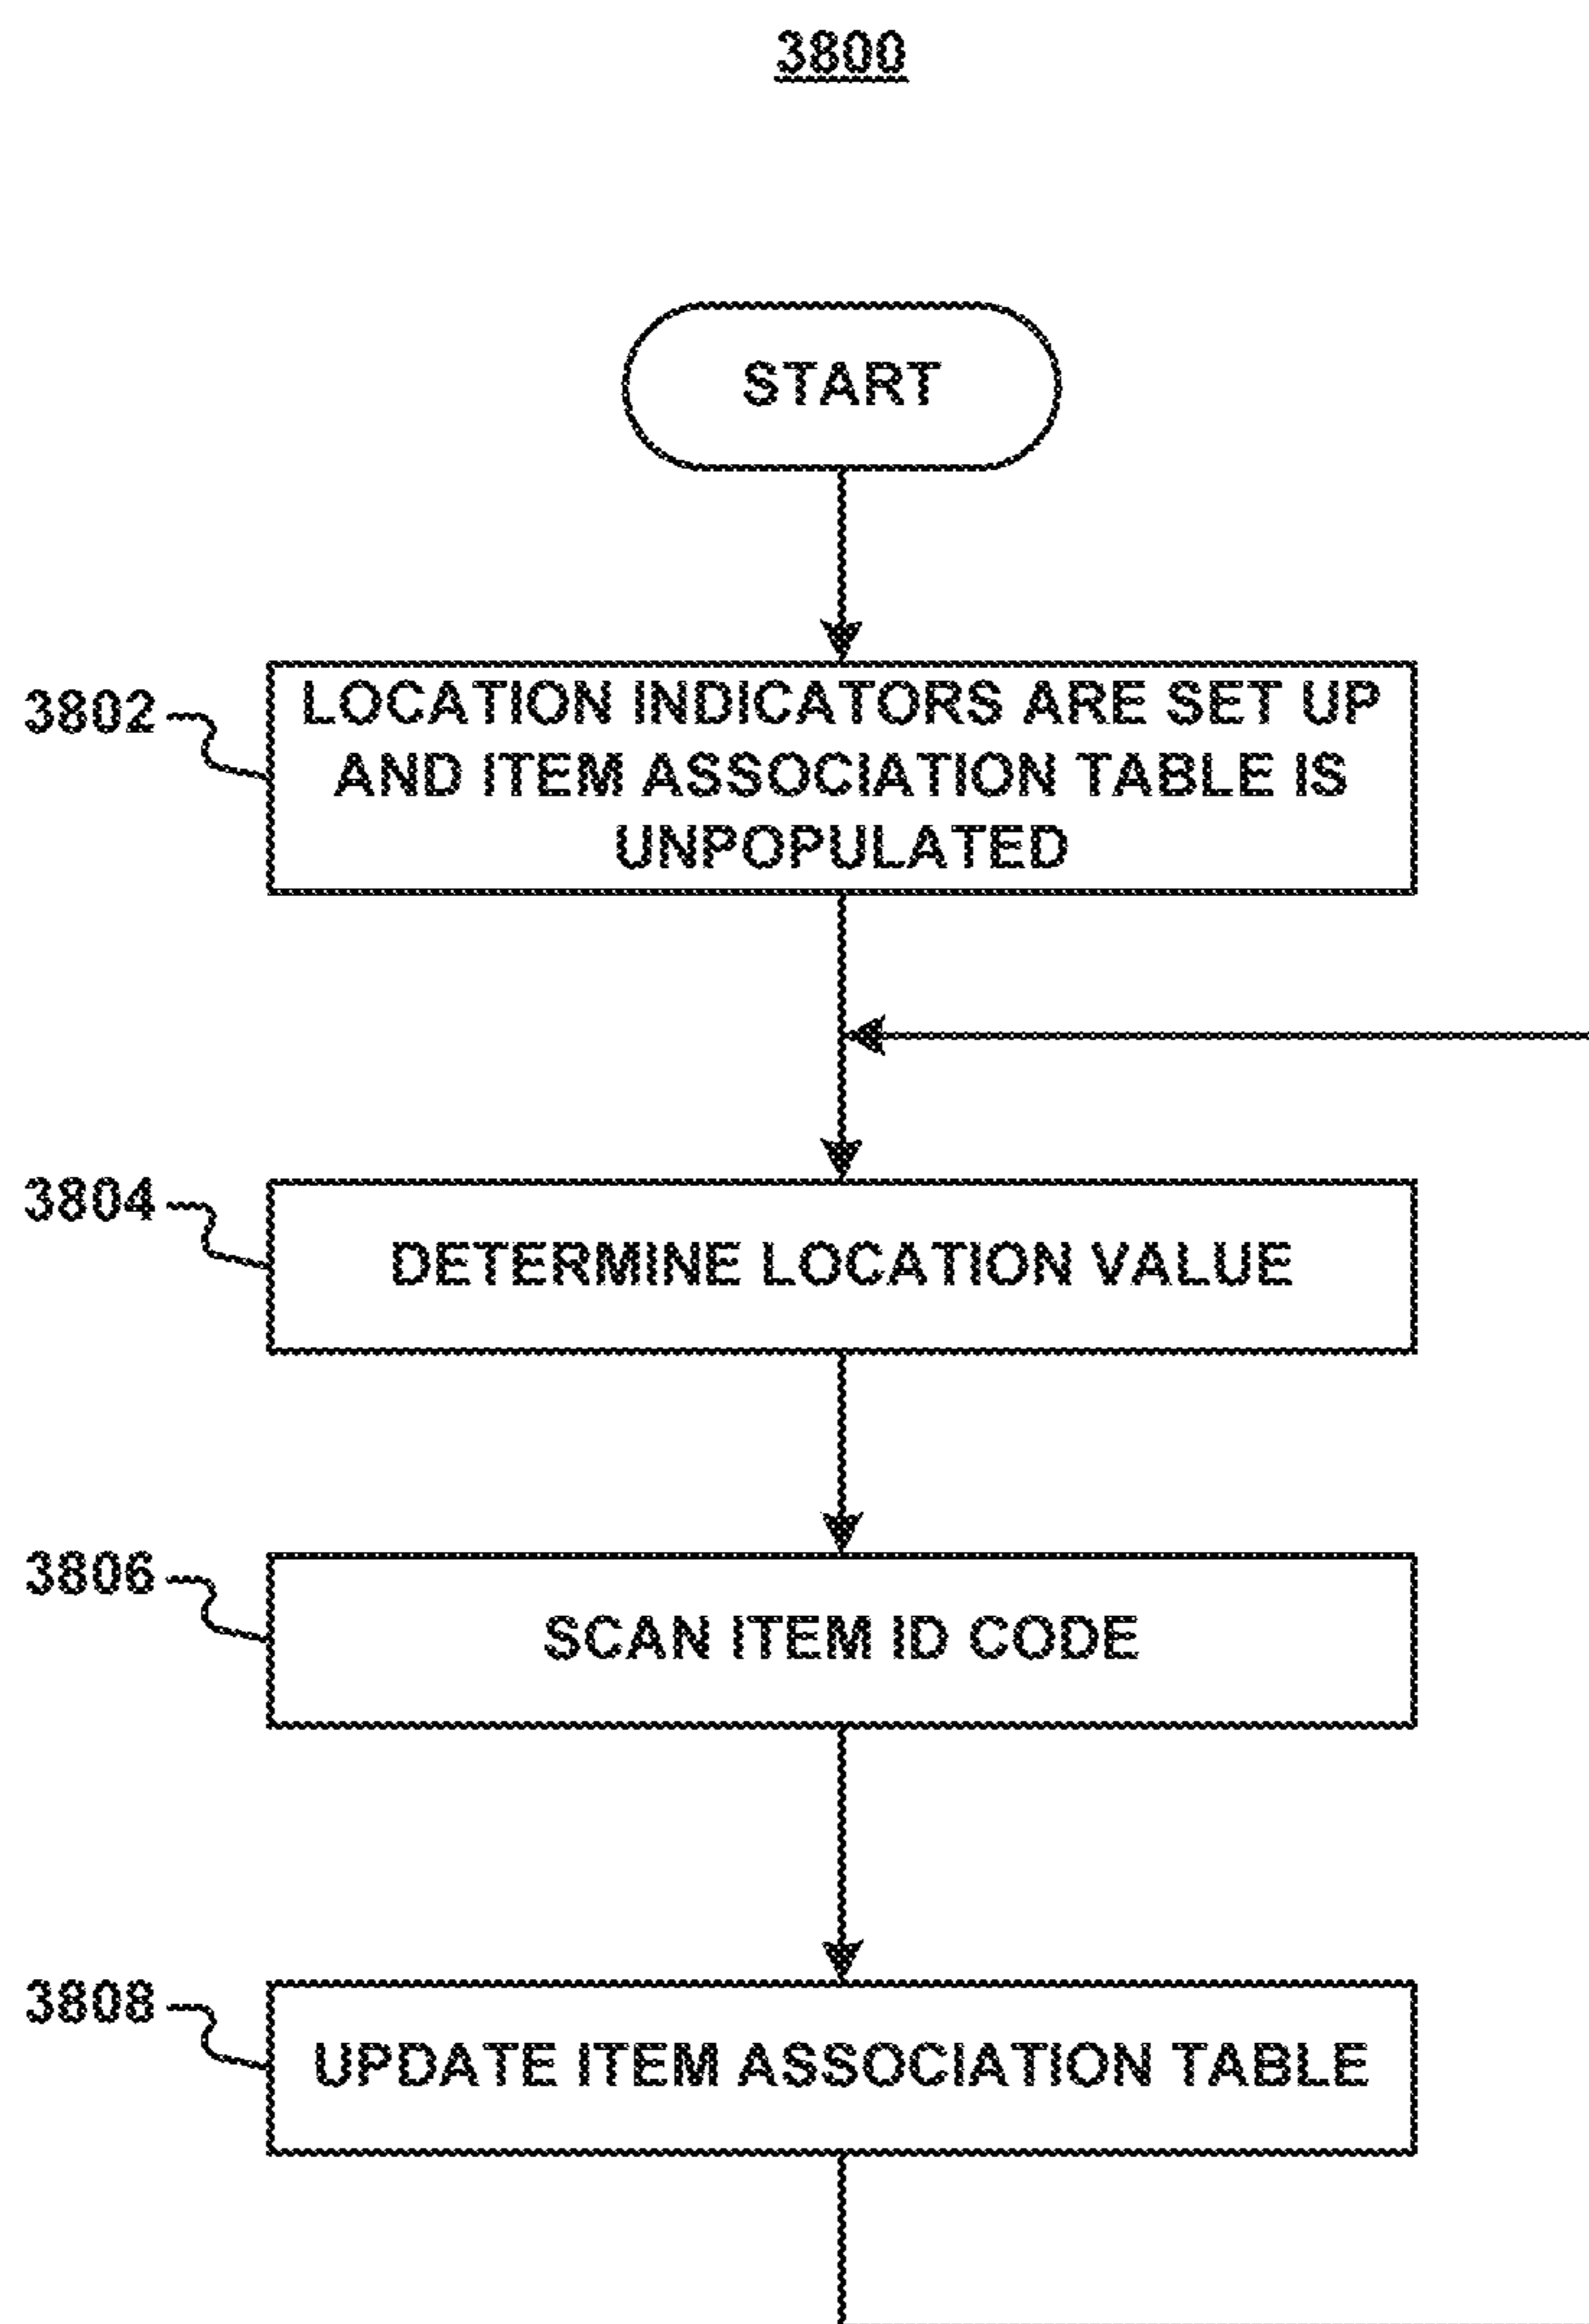 3800
START
3802
LOCATION INDICATORS ARE SET UP
AND ITEM ASSOCIATION TABLE IS
UNPOPULATED
3804
DETERMINE LOCATION VALUE
3806
SCAN ITEM ID CODE
3808
UPDATE ITEM ASSOCIATION TABLE